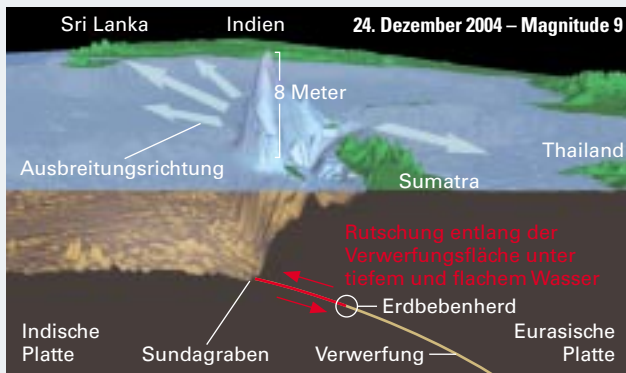 Sri Lanka
Indien
24. Dezember 2004 – Magnitude 9
8 Meter
Ausbreitungsrichtung
Thailand
Sumatra
Rutschung entlang der
Verwerfungsfläche unter
tiefem und flachem Wasser
Erdbebenherd
Indische
Platte
Sundagraben
Verwerfung
Eurasische
Platte